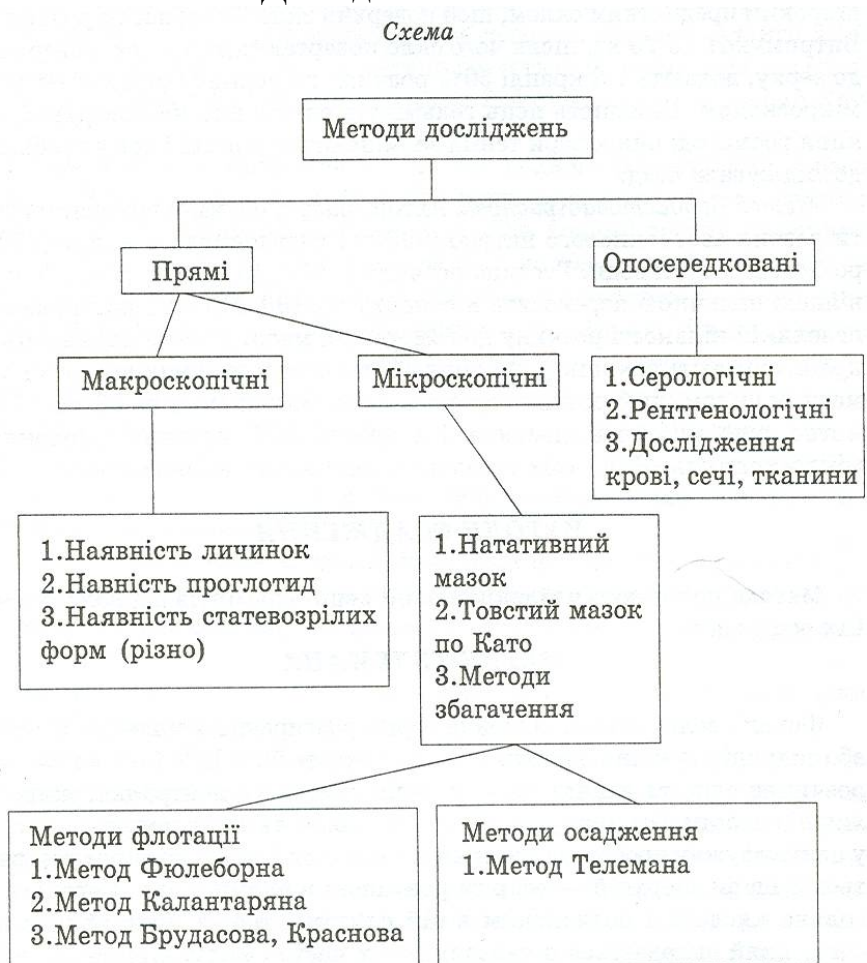 Схема
Методи досліджень
Прямі
Опосередковані
Макроскопічні
Мікроскопічні
1.Серологічні
2.Рентгенологічні
3.Дослідження
крові, сечі, тканини
1.Наявність личинок
2.Навність проглотид
3.Наявність статевозрілих
форм (різно)
1.Натативний
мазок
2.Товстий мазок
по Като
3.Методи
збагачення
Методи флотації
1.Метод Фюлеборна
2.Метод Калантаряна
3.Метод Брудасова, Краснова
Методи осадження
1.Метод Телемана